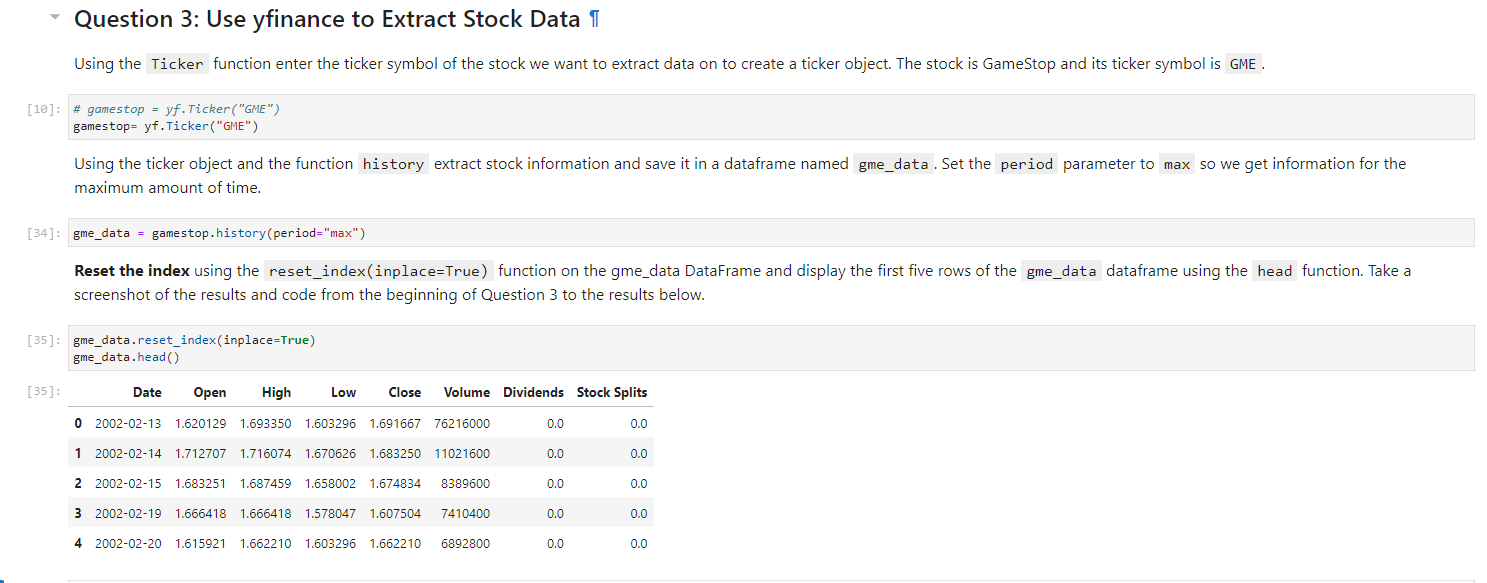 Question 3: Use yfinance to Extract Stock Data ¶
Using the Ticker function enter the ticker symbol of the stock we want to extract data on to create a ticker object. The stock is GameStop and its ticker symbol is GME.
[10]: # gamestop = yf.Ticker("GME")
gamestop= yf.Ticker("GME")
Using the ticker object and the function history extract stock information and save it in a dataframe named gme_data. Set the period parameter to max so we get information for the
maximum amount of time.
[34]: gme_data = gamestop.history(period="max")
Reset the index using the reset_index(inplace=True) function on the gme_data DataFrame and display the first five rows of the gme_data dataframe using the head function. Take a
screenshot of the results and code from the beginning of Question 3 to the results below.
[35]: gme_data.reset_index(inplace=True)
gme_data.head()
[35]: Date Open High Low Close Volume Dividends Stock Splits
0 2002-02-13 1.620129 1.693350 1.603296 1.691667 76216000 0.0 0.0
1 2002-02-14 1.712707 1.716074 1.670626 1.683250 11021600 0.0 0.0
2 2002-02-15 1.683251 1.687459 1.658002 1.674834 8389600 0.0 0.0
3 2002-02-19 1.666418 1.666418 1.578047 1.607504 7410400 0.0 0.0
4 2002-02-20 1.615921 1.662210 1.603296 1.662210 6892800 0.0 0.0